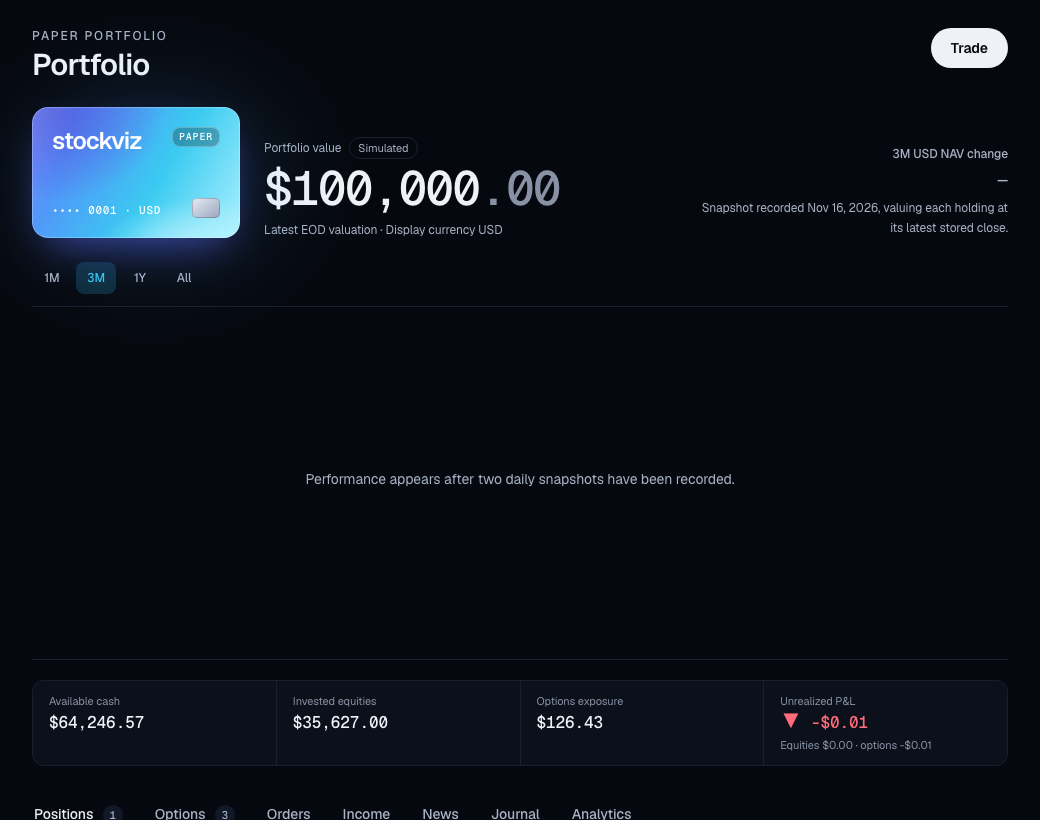 PAPER PORTFOLIO
Portfolio
Trade
stockviz
PAPER
•••• 0001 · USD
Portfolio value Simulated
$100,000.00
Latest EOD valuation · Display currency USD
3M USD NAV change
—
Snapshot recorded Nov 16, 2026, valuing each holding at
its latest stored close.
1M 3M 1Y All
Performance appears after two daily snapshots have been recorded.
Available cash
$64,246.57
Invested equities
$35,627.00
Options exposure
$126.43
Unrealized P&L
▼ -$0.01
Equities $0.00 · options -$0.01
Positions 1 Options 3 Orders Income News Journal Analytics